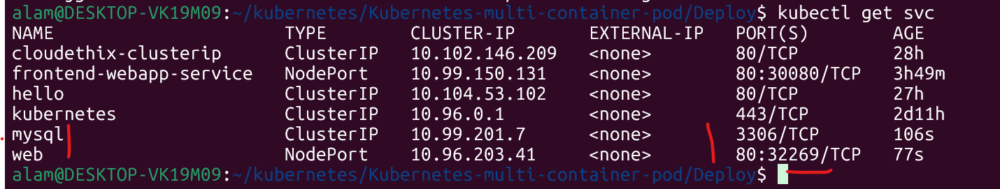 alam@DESKTOP-VK19M09:~/kubernetes/Kubernetes-multi-container-pod/Deploy$ kubectl get svc
NAME TYPE CLUSTER-IP EXTERNAL-IP PORT(S) AGE
cloudethix-clusterip ClusterIP 10.102.146.209 <none> 80/TCP 28h
frontend-webapp-service NodePort 10.99.150.131 <none> 80:30080/TCP 3h49m
hello ClusterIP 10.104.53.102 <none> 80/TCP 27h
kubernetes ClusterIP 10.96.0.1 <none> 443/TCP 2d11h
mysql ClusterIP 10.99.201.7 <none> 3306/TCP 106s
web NodePort 10.96.203.41 <none> 80:32269/TCP 77s
alam@DESKTOP-VK19M09:~/kubernetes/Kubernetes-multi-container-pod/Deploy$